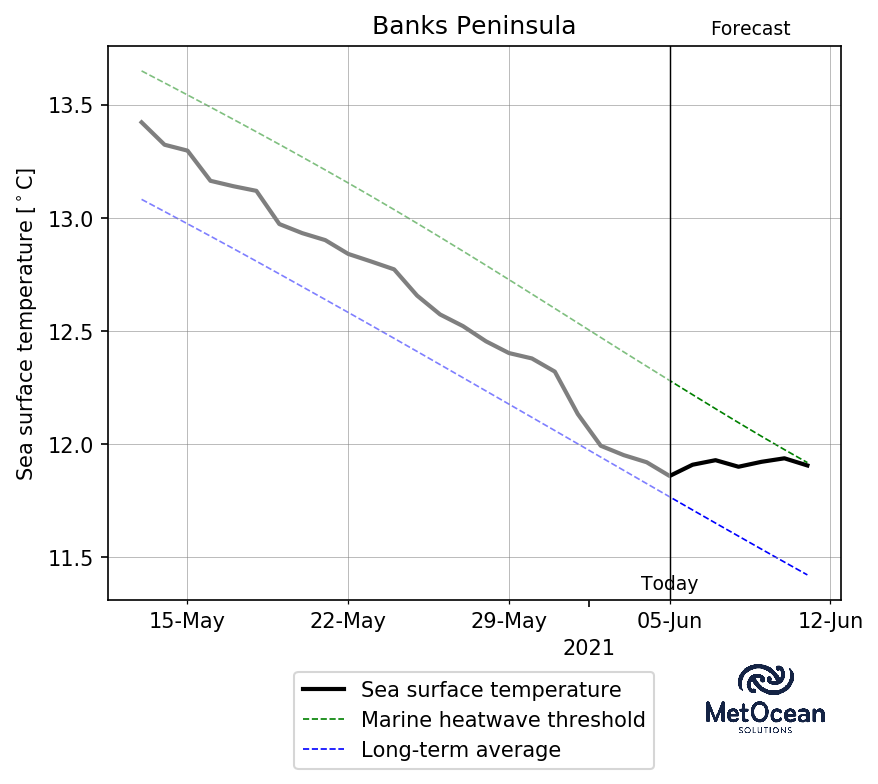 Banks Peninsula
Forecast
Sea surface temperature [°C]
13.5
13.0
12.5
12.0
11.5
Today
15-May
22-May
29-May
05-Jun
12-Jun
2021
Sea surface temperature
Marine heatwave threshold
Long-term average
MetOcean
SOLUTIONS